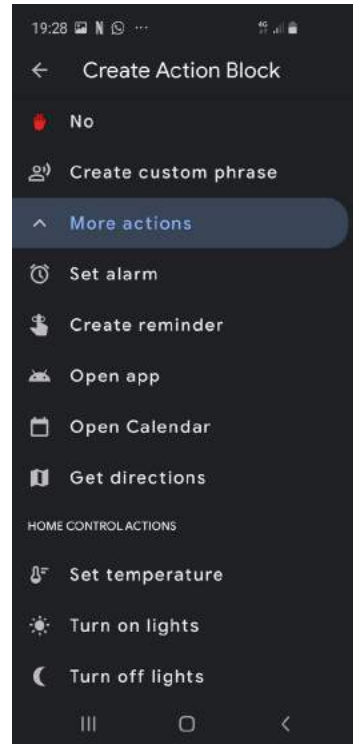 19:28 N ...
4G
Create Action Block
No
Create custom phrase
More actions
Set alarm
Create reminder
Open app
Open Calendar
Get directions
HOME CONTROL ACTIONS
Set temperature
Turn on lights
Turn off lights